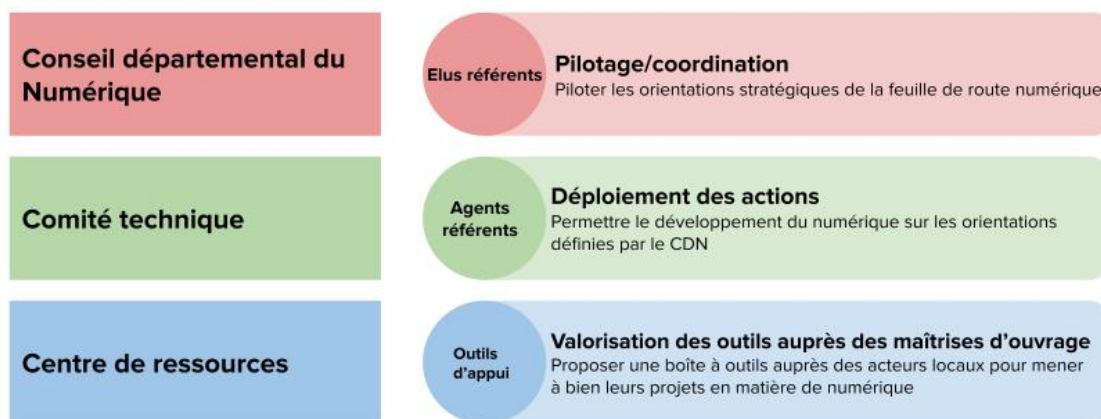 Conseil départemental du
Numérique
Elus référents
Pilotage/coordination
Piloter les orientations stratégiques de la feuille de route numérique
Comité technique
Agents
référents
Déploiement des actions
Permettre le développement du numérique sur les orientations
définies par le CDN
Centre de ressources
Outils
d'appui
Valorisation des outils auprès des maîtrises d'ouvrage
Proposer une boîte à outils auprès des acteurs locaux pour mener
à bien leurs projets en matière de numérique